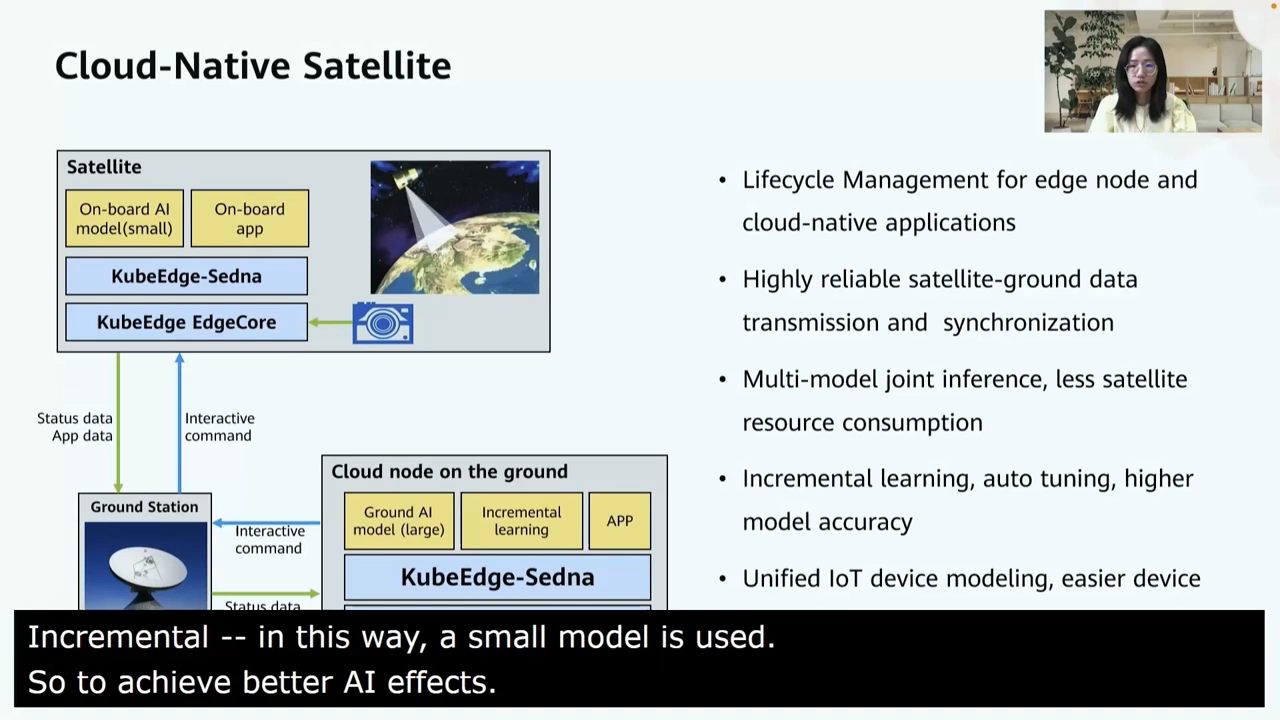 Cloud-Native Satellite
Satellite
On-board AI
model(small)
On-board
app
KubeEdge-Sedna
KubeEdge EdgeCore
Status data
App data
Interactive
command
Ground Station
Interactive
command
Status data
Cloud node on the ground
Ground AI
model (large)
Incremental
learning
APP
KubeEdge-Sedna
• Lifecycle Management for edge node and
cloud-native applications
• Highly reliable satellite-ground data
transmission and synchronization
• Multi-model joint inference, less satellite
resource consumption
• Incremental learning, auto tuning, higher
model accuracy
• Unified IoT device modeling, easier device
Incremental -- in this way, a small model is used.
So to achieve better AI effects.